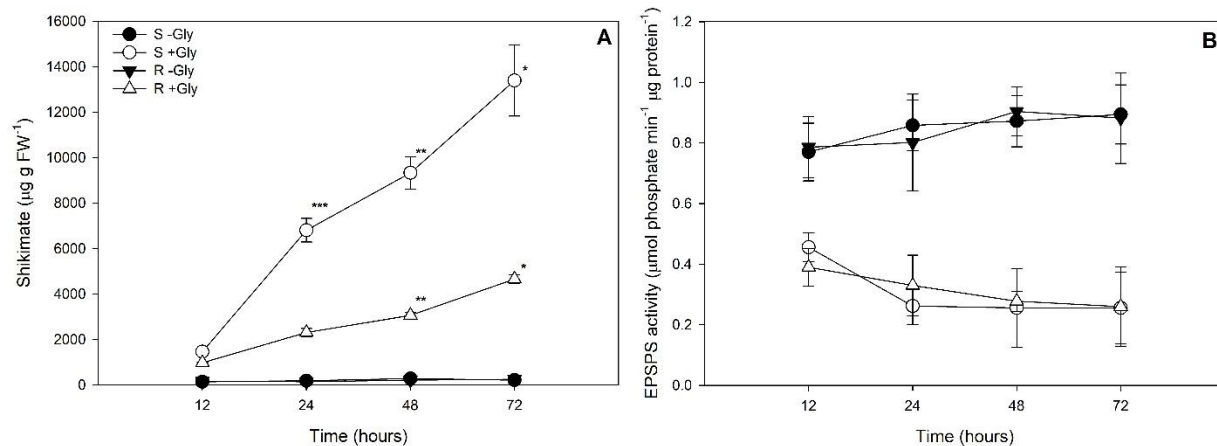 A
S -Gly
S +Gly
R -Gly
R +Gly
Shikimate (µg g FW⁻¹)
16000
14000
12000
10000
8000
6000
4000
2000
0
*
**
***
*
**
12 24 48 72
Time (hours)
B
EPSPS activity (µmol phosphate min⁻¹ µg protein⁻¹)
1.2
1.0
0.8
0.6
0.4
0.2
0.0
12 24 48 72
Time (hours)